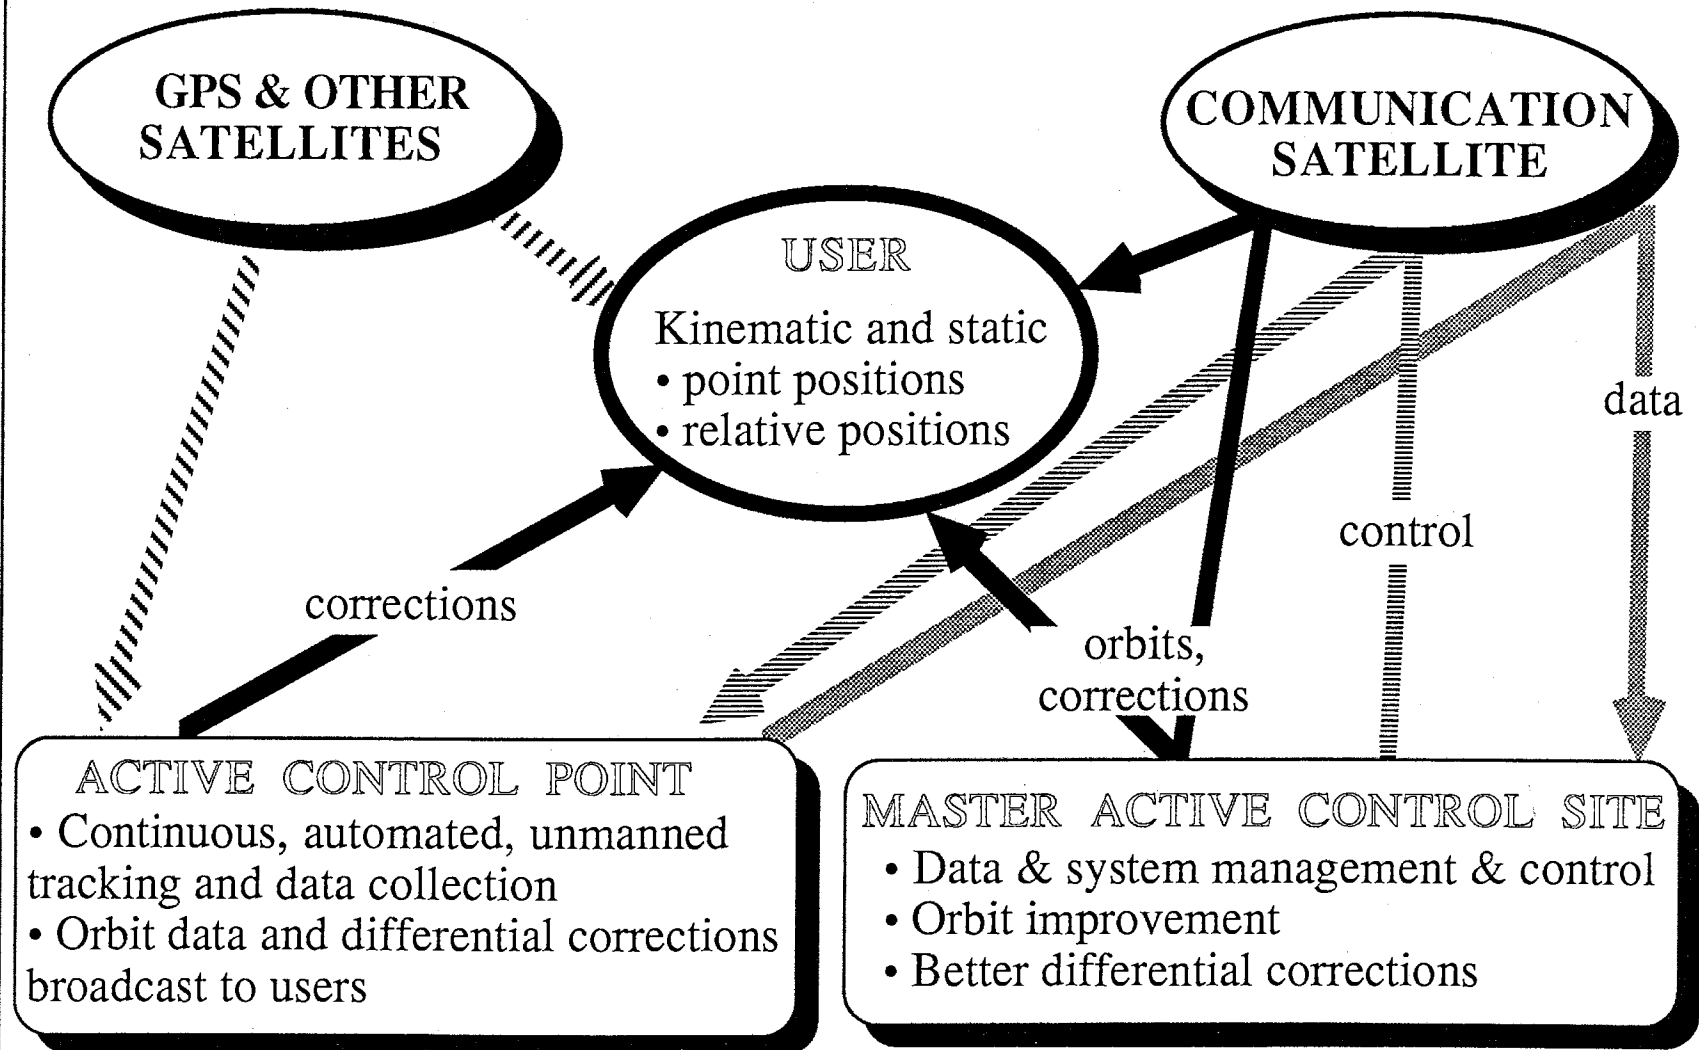 GPS & OTHER
SATELLITES
COMMUNICATION
SATELLITE
USER
Kinematic and static
• point positions
• relative positions
data
control
corrections
orbits,
corrections
ACTIVE CONTROL POINT
• Continuous, automated, unmanned
tracking and data collection
• Orbit data and differential corrections
broadcast to users
MASTER ACTIVE CONTROL SITE
• Data & system management & control
• Orbit improvement
• Better differential corrections